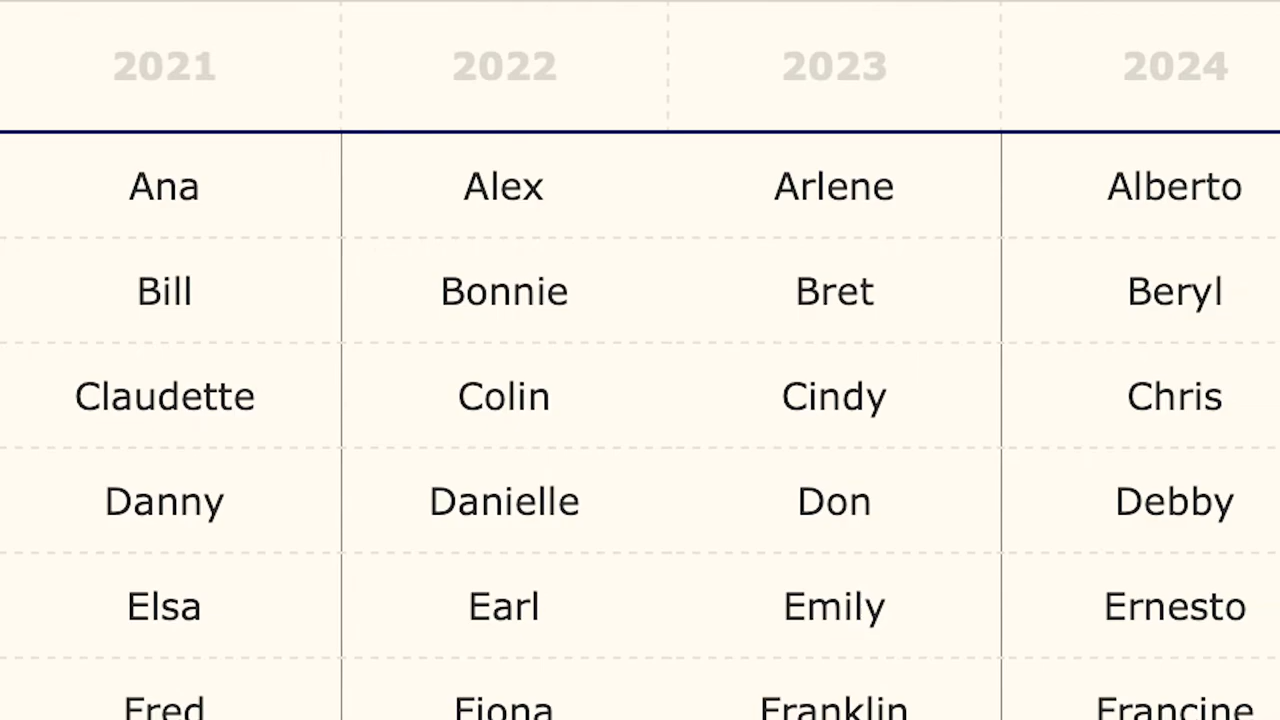 2021 2022 2023 2024
Ana Alex Arlene Alberto
Bill Bonnie Bret Beryl
Claudette Colin Cindy Chris
Danny Danielle Don Debby
Elsa Earl Emily Ernesto
Fred Fiona Franklin Francine